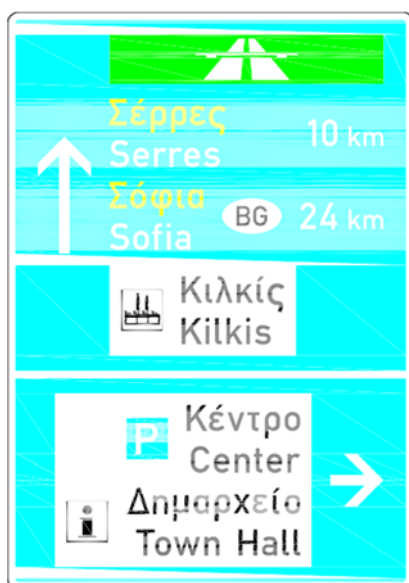 Σέρρες
Serres 10 km
Σόφια
Sofia BG 24 km
Κιλκίς
Kilkis
P Κέντρο
Center
i Δημαρχείο
Town Hall